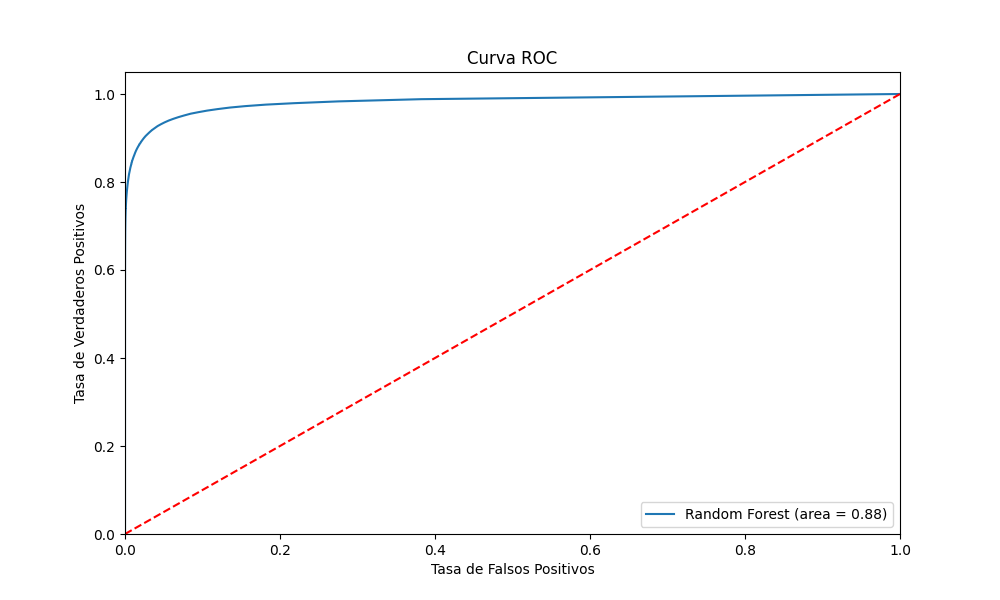 Curva ROC
1.0
0.8
0.6
0.4
0.2
0.0
Tasa de Verdaderos Positivos
0.0 0.2 0.4 0.6 0.8 1.0
Tasa de Falsos Positivos
Random Forest (area = 0.88)